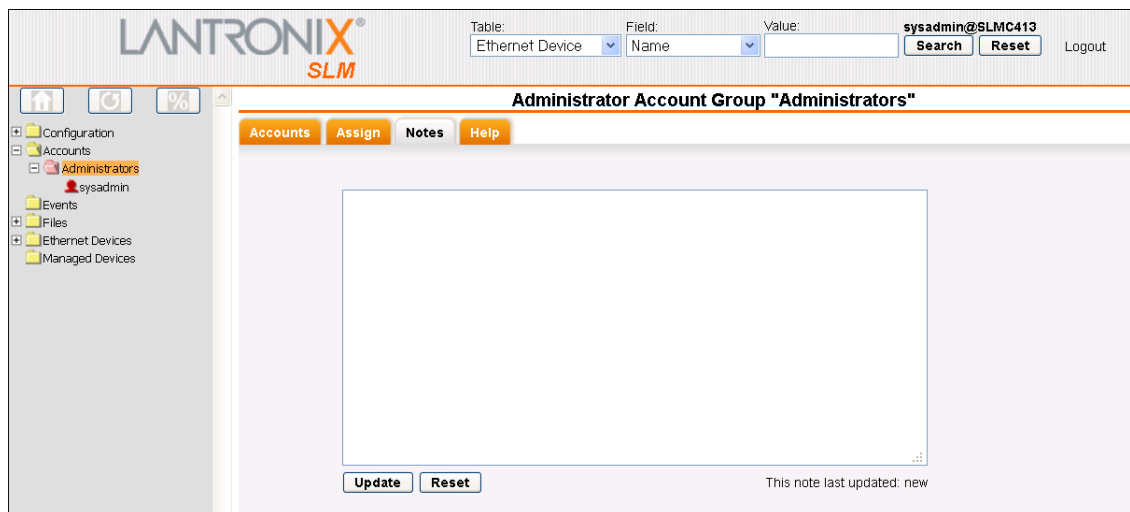 LANTRONIX®
SLM
Table: Field: Value: sysadmin@SLMC413
Ethernet Device Name Search Reset Logout
Administrator Account Group "Administrators"
Accounts Assign Notes Help
Configuration
Accounts
Administrators
sysadmin
Events
Files
Ethernet Devices
Managed Devices
Update Reset This note last updated: new